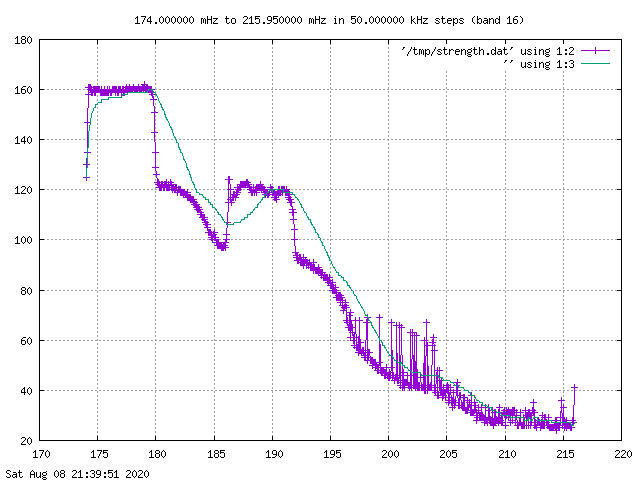 174.000000 mHz to 215.950000 mHz in 50.000000 kHz steps (band 16)
'/tmp/strength.dat' using 1:2
'' using 1:3
180
160
140
120
100
80
60
40
20
170 175 180 185 190 195 200 205 210 215 220
Sat Aug 08 21:39:51 2020